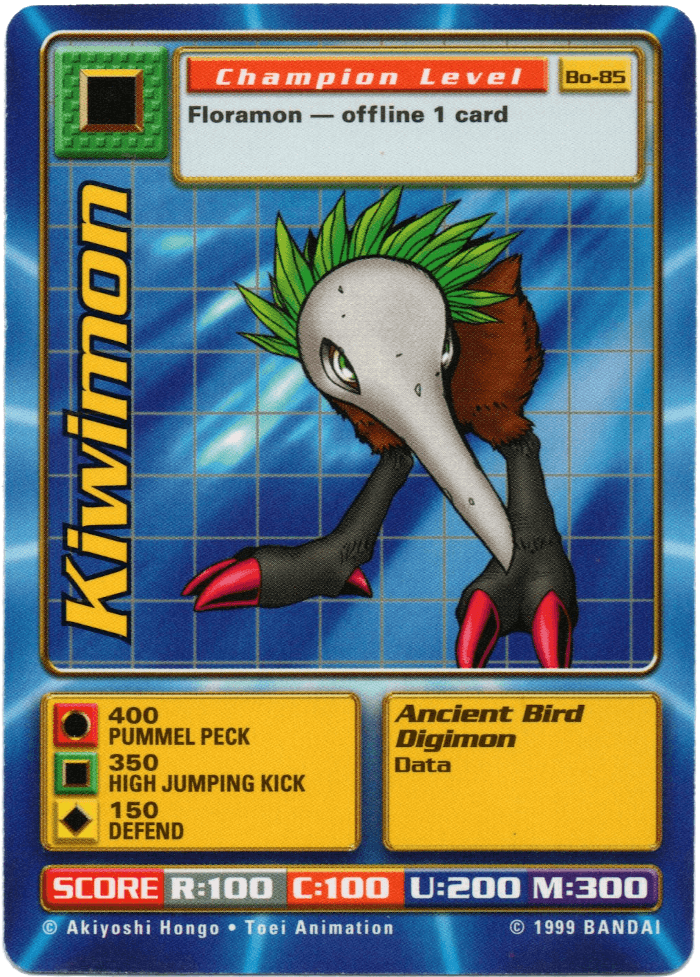 Champion Level
Bo-85
Floramon — offline 1 card
Kiwimon
400
PUMMEL PECK
350
HIGH JUMPING KICK
150
DEFEND
Ancient Bird
Digimon
Data
SCORE R:100 C:100 U:200 M:300
© Akiyoshi Hongo • Toei Animation © 1999 BANDAI